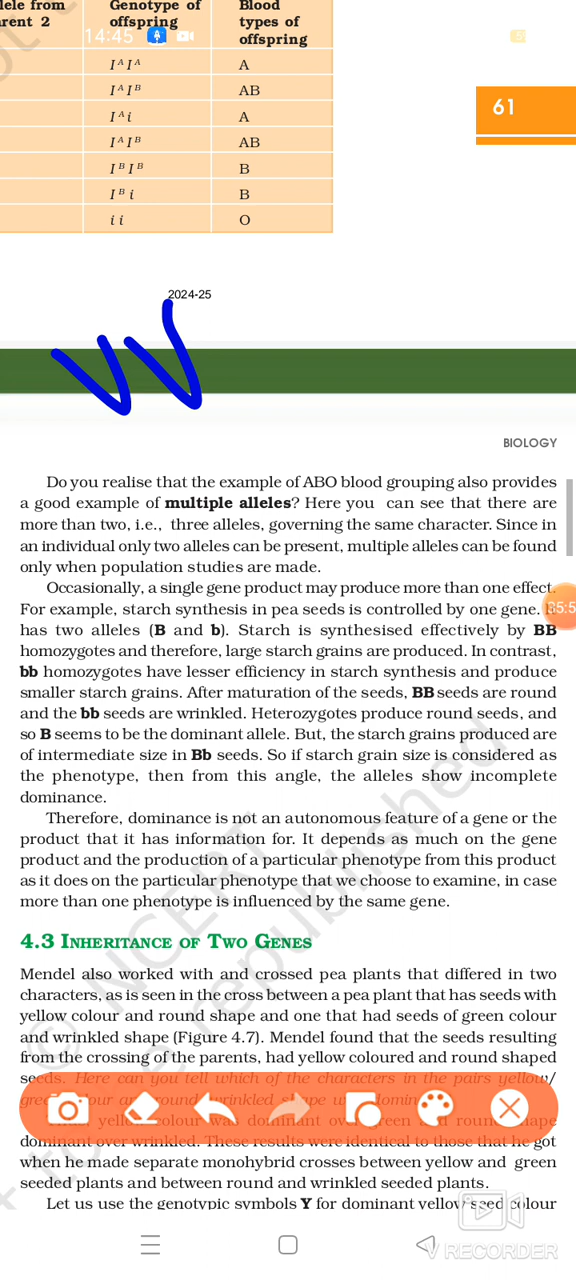 lele from Genotype of Blood
rent 2 offspring types of
offspring
14:45
I^A I^A A
I^A I^B AB
I^A i A
I^A I^B AB
I^B I^B B
I^B i B
i i O
61
2024-25
BIOLOGY
Do you realise that the example of ABO blood grouping also provides
a good example of multiple alleles? Here you can see that there are
more than two, i.e., three alleles, governing the same character. Since in
an individual only two alleles can be present, multiple alleles can be found
only when population studies are made.
Occasionally, a single gene product may produce more than one effect.
For example, starch synthesis in pea seeds is controlled by one gene.
35:5
has two alleles (B and b). Starch is synthesised effectively by BB
homozygotes and therefore, large starch grains are produced. In contrast,
bb homozygotes have lesser efficiency in starch synthesis and produce
smaller starch grains. After maturation of the seeds, BB seeds are round
and the bb seeds are wrinkled. Heterozygotes produce round seeds, and
so B seems to be the dominant allele. But, the starch grains produced are
of intermediate size in Bb seeds. So if starch grain size is considered as
the phenotype, then from this angle, the alleles show incomplete
dominance.
Therefore, dominance is not an autonomous feature of a gene or the
product that it has information for. It depends as much on the gene
product and the production of a particular phenotype from this product
as it does on the particular phenotype that we choose to examine, in case
more than one phenotype is influenced by the same gene.
4.3 INHERITANCE OF TWO GENES
Mendel also worked with and crossed pea plants that differed in two
characters, as is seen in the cross between a pea plant that has seeds with
yellow colour and round shape and one that had seeds of green colour
and wrinkled shape (Figure 4.7). Mendel found that the seeds resulting
from the crossing of the parents, had yellow coloured and round shaped
seeds. Here can you tell which of the characters in the pairs yellow/
yellow colour was dominant
dominant over wrinkled. These results were identical to those that he got
when he made separate monohybrid crosses between yellow and green
seeded plants and between round and wrinkled seeded plants.
Let us use the genotypic symbols Y for dominant yellow seed colour
V RECORDER
© NCERT
republished